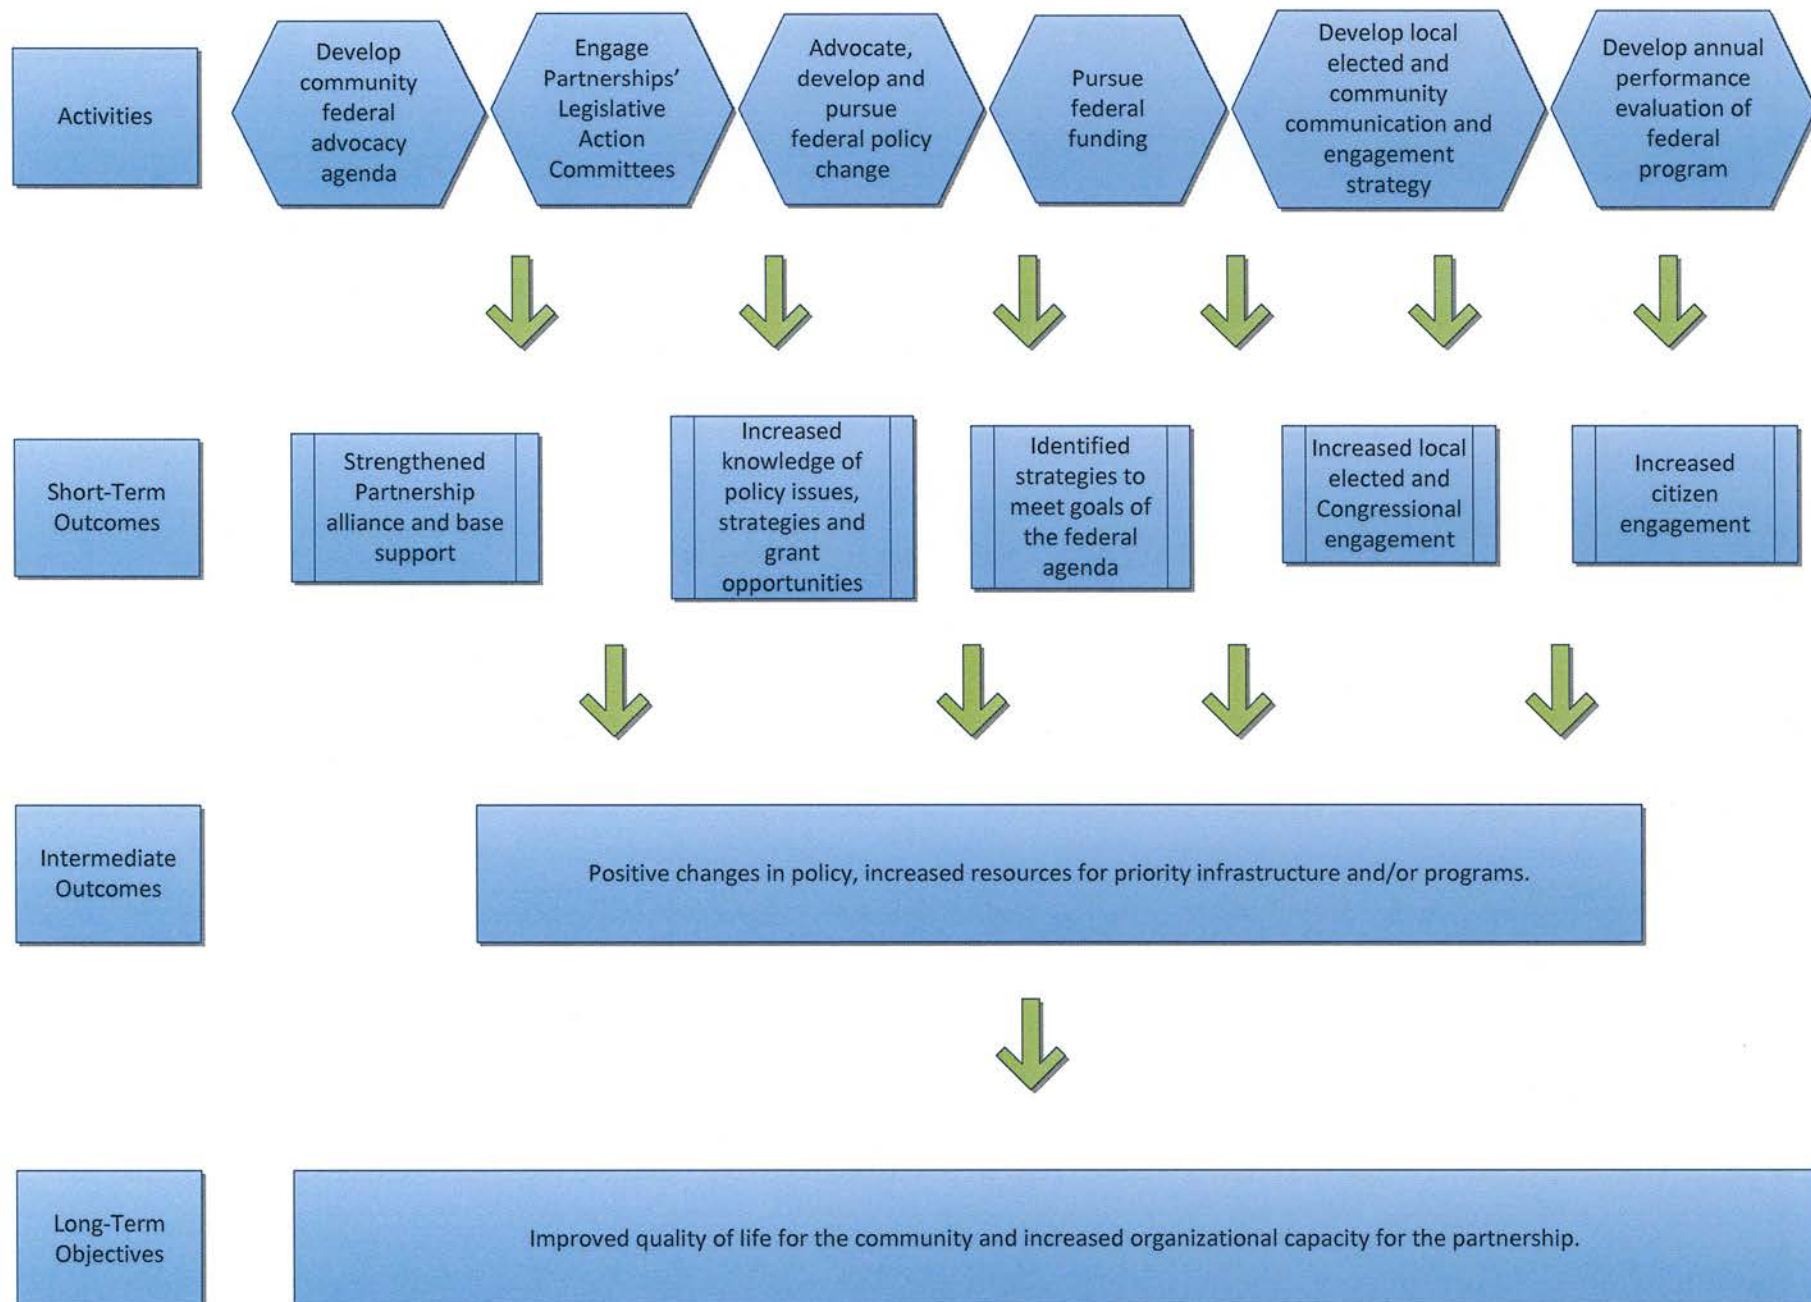 Activities
Develop
community
federal
advocacy
agenda
Engage
Partnerships'
Legislative
Action
Committees
Advocate,
develop and
pursue
federal policy
change
Pursue
federal
funding
Develop local
elected and
community
communication and
engagement
strategy
Develop annual
performance
evaluation of
federal
program
Short-Term
Outcomes
Strengthened
Partnership
alliance and base
support
Increased
knowledge of
policy issues,
strategies and
grant
opportunities
Identified
strategies to
meet goals of
the federal
agenda
Increased local
elected and
Congressional
engagement
Increased
citizen
engagement
Intermediate
Outcomes
Positive changes in policy, increased resources for priority infrastructure and/or programs.
Long-Term
Objectives
Improved quality of life for the community and increased organizational capacity for the partnership.